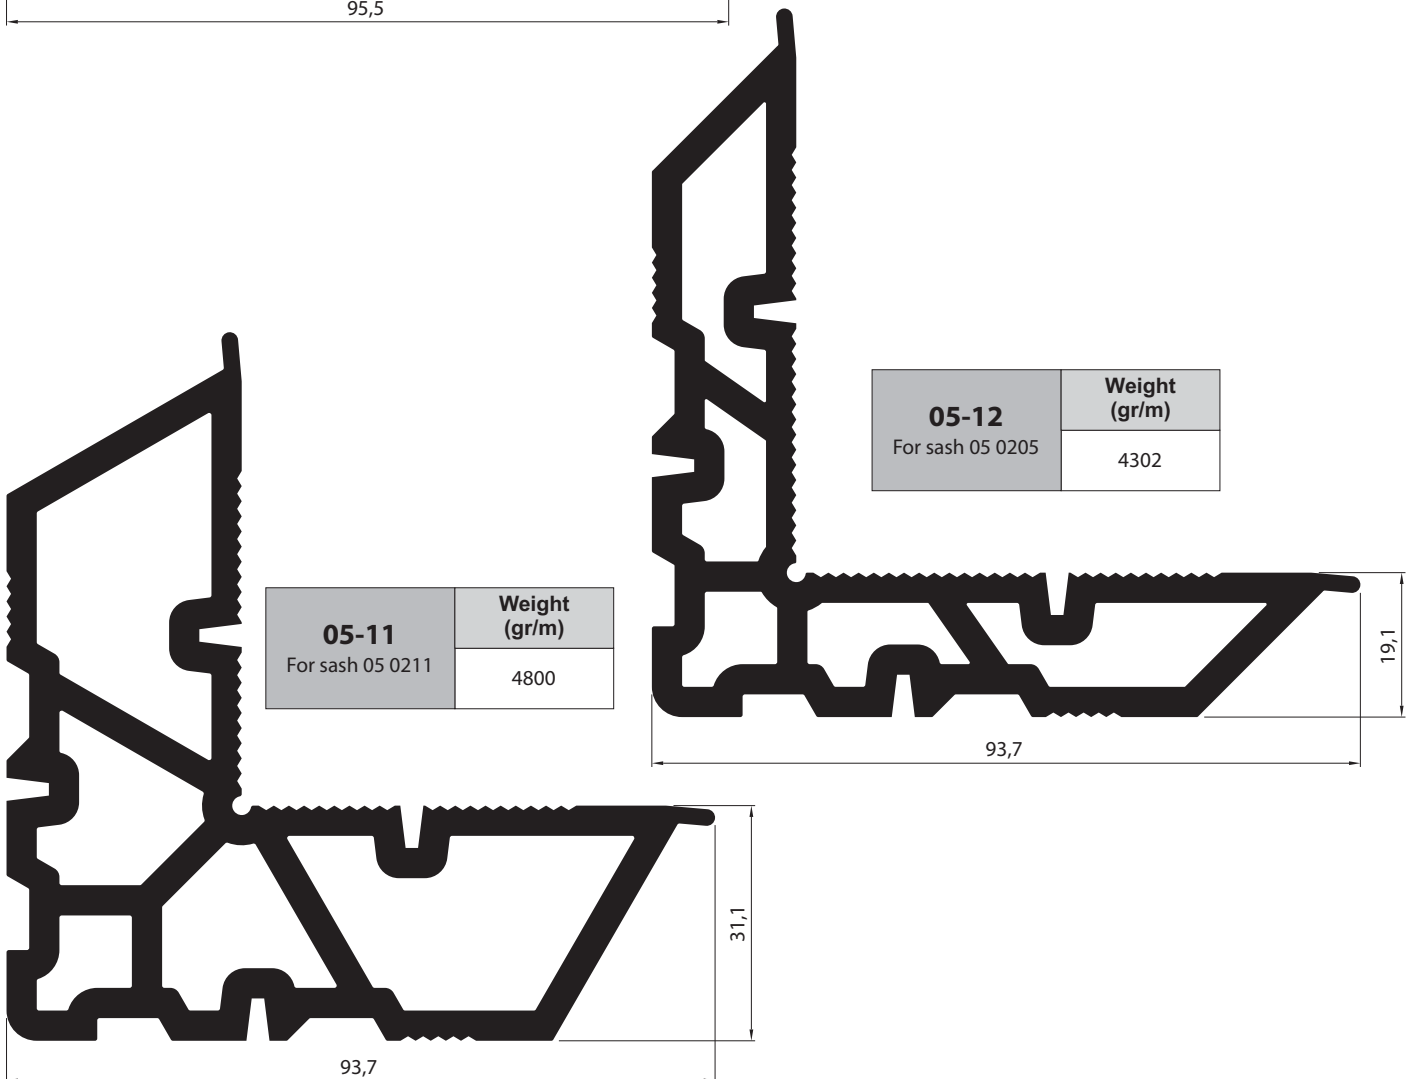 95,5
05-12
For sash 05 0205
Weight
(gr/m)
4302
05-11
For sash 05 0211
Weight
(gr/m)
4800
19,1
93,7
31,1
93,7